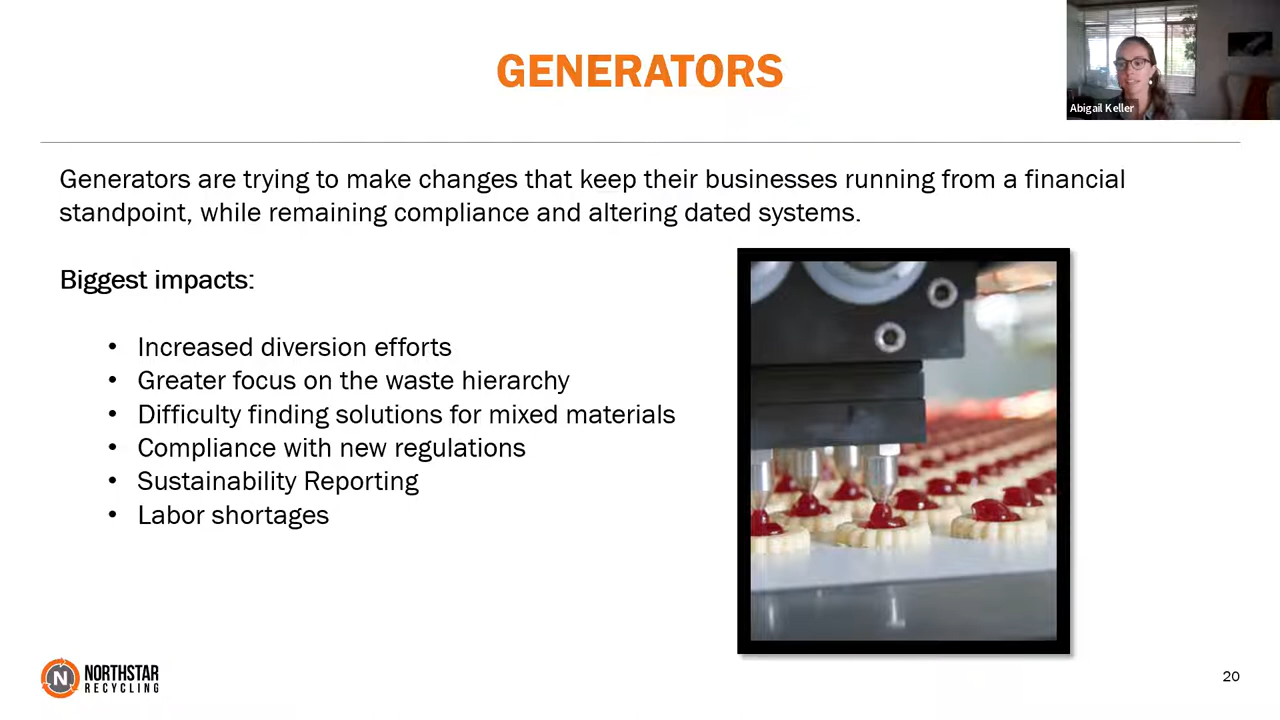 GENERATORS
Abigail Keller
Generators are trying to make changes that keep their businesses running from a financial
standpoint, while remaining compliance and altering dated systems.
Biggest impacts:
• Increased diversion efforts
• Greater focus on the waste hierarchy
• Difficulty finding solutions for mixed materials
• Compliance with new regulations
• Sustainability Reporting
• Labor shortages
N
NORTHSTAR
RECYCLING
20